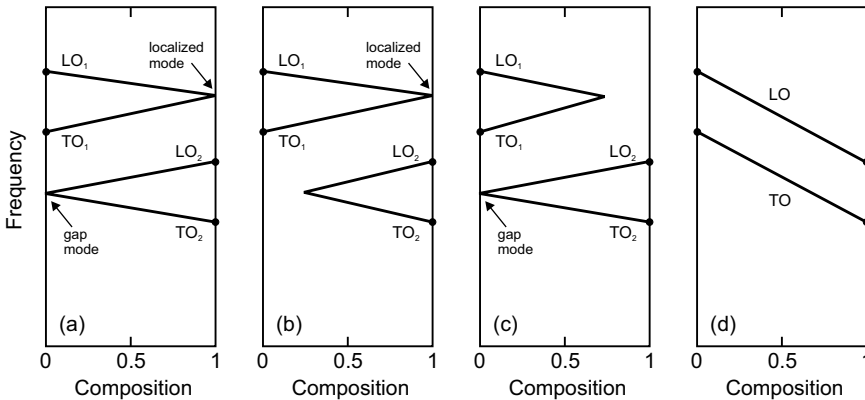 Frequency
LO₁
localized
mode
TO₁
LO₂
gap
mode
TO₂
(a)
0
0.5
1
Composition
LO₁
localized
mode
TO₁
LO₂
TO₂
(b)
0
0.5
1
Composition
LO₁
TO₁
LO₂
gap
mode
TO₂
(c)
0
0.5
1
Composition
LO
TO
(d)
0
0.5
1
Composition